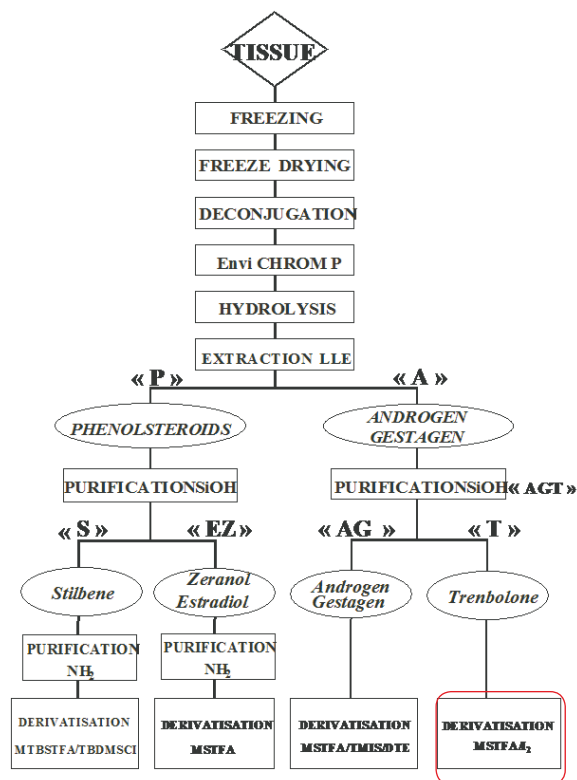 TISSUE
FREEZING
FREEZE DRYING
DECONJUGATION
Envi CHROM P
HYDROLYSIS
EXTRACTION LLE
« P »
« A »
PHENOLSTEROIDS
ANDROGEN
GESTAGEN
PURIFICATIONSiOH
PURIFICATIONSiOH
« AGT »
« S »
« EZ »
« AG »
« T »
Stilbene
Zeranol
Estradiol
Androgen
Gestagen
Trenbolone
PURIFICATION
NH2
PURIFICATION
NH2
DERIVATISATION
MTBSTFA/TBDMSCI
DERIVATISATION
MSTFA
DERIVATISATION
MSTFA/TMIS/DTE
DERIVATISATION
MSTFA/I2